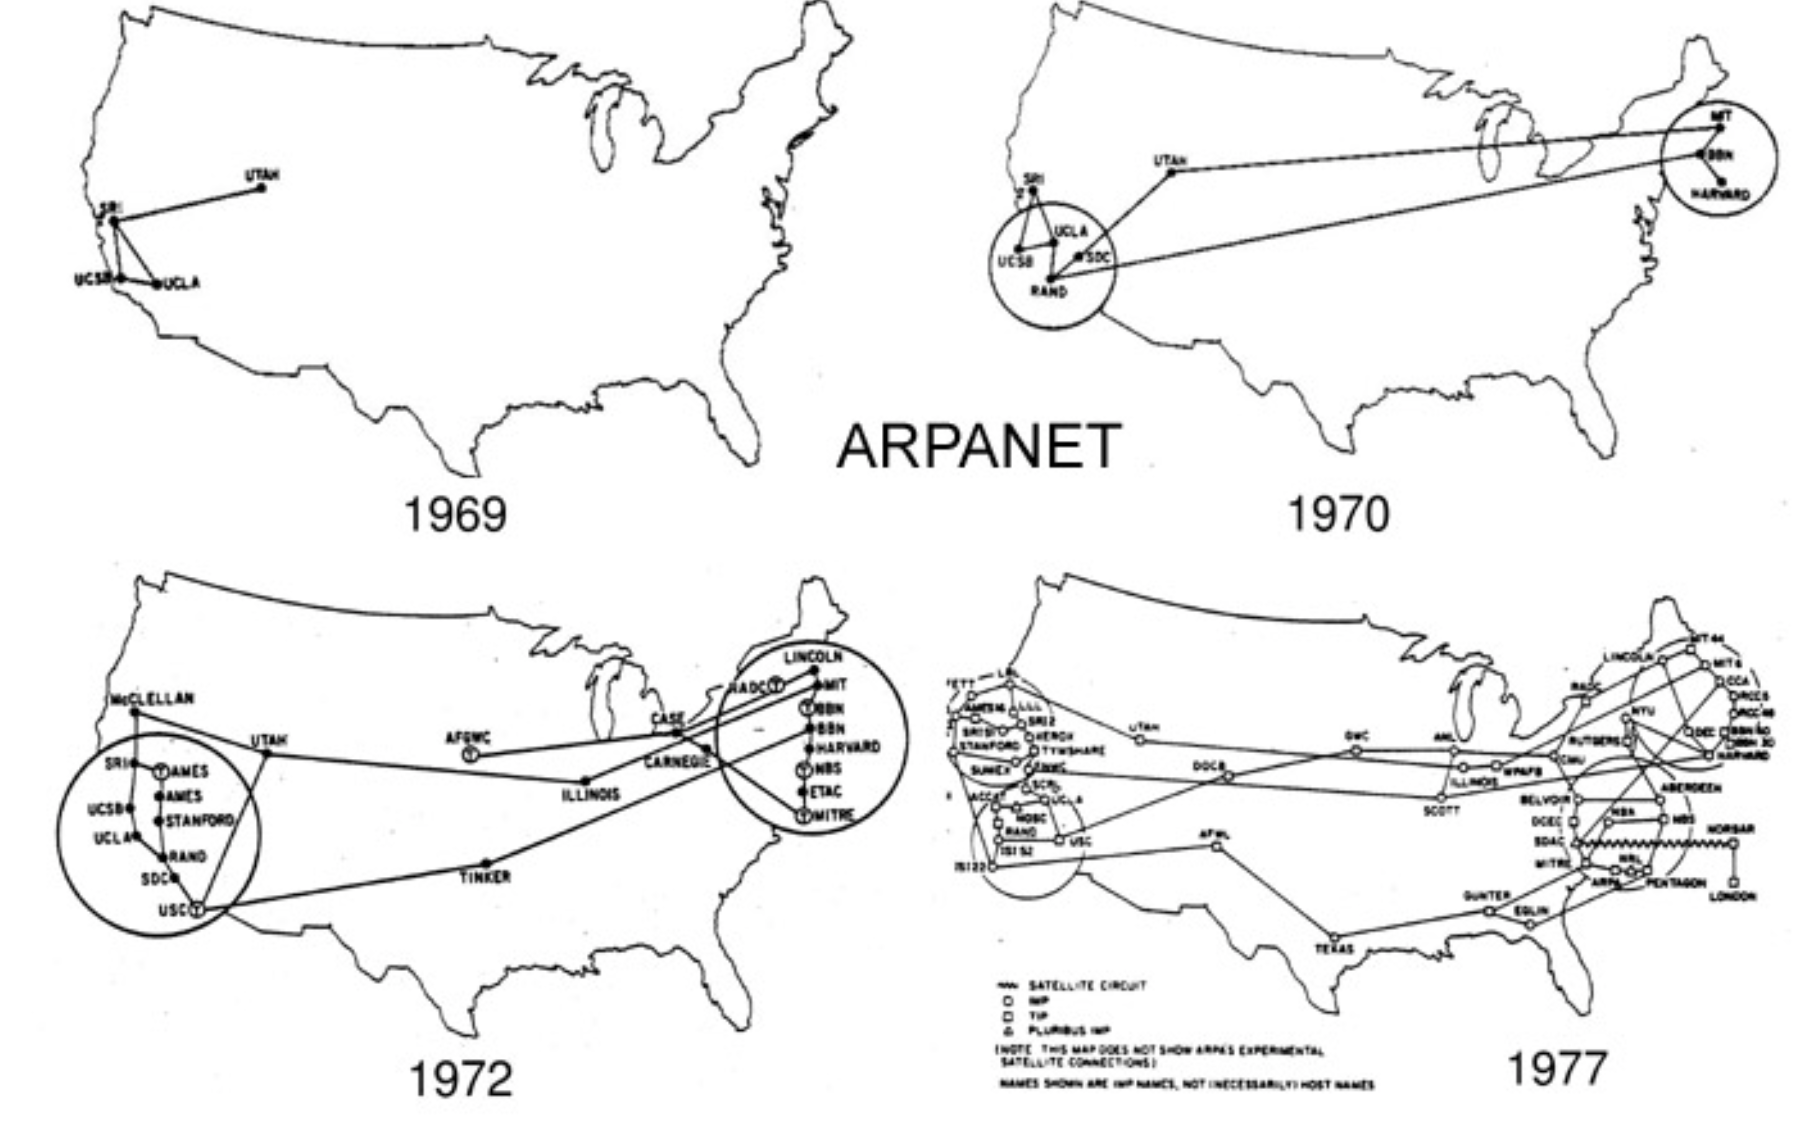 UTAH
SRI
UCSB
UCLA
1969
MIT
BBN
HARVARD
UTAH
SRI
UCLA
UCSB
SDC
RAND
1970
ARPANET
LINCOLN
RADC T
MIT
McCLELLAN
T BBN
CASE
BBN
UTAH
AFGWC
T
HARVARD
CARNEGIE
SRI
T AMES
T NBS
AMES
ILLINOIS
ETAC
UCSB
STANFORD
T MITRE
UCLA
RAND
SDC
TINKER
USC T
1972
LINCOLN
MIT 6
CCA
RADC
AMES16
LLL
NYU
SRI2
UTAH
DEC
SRI51
XEROX
GWC
ANL
RUTGERS
STANFORD
TYMSHARE
HARVARD
SUMEX
DOCB
CMU
ILLINOIS
WPAFB
SCRL
ABERDEEN
UCLA
SCOTT
BELVOIR
NOSC
DCEC
NSA
NBS
RAND
AFWL
NORSAR
USC
SDAC
ISI52
ISI22
MITRE
NRL
ARPA
PENTAGON
GUNTER
LONDON
EGLIN
TEXAS
SATELLITE CIRCUIT
IMP
TIP
PLURIBUS IMP
(NOTE THIS MAP DOES NOT SHOW ARPA'S EXPERIMENTAL
SATELLITE CONNECTIONS)
NAMES SHOWN ARE IMP NAMES, NOT (NECESSARILY) HOST NAMES
1977